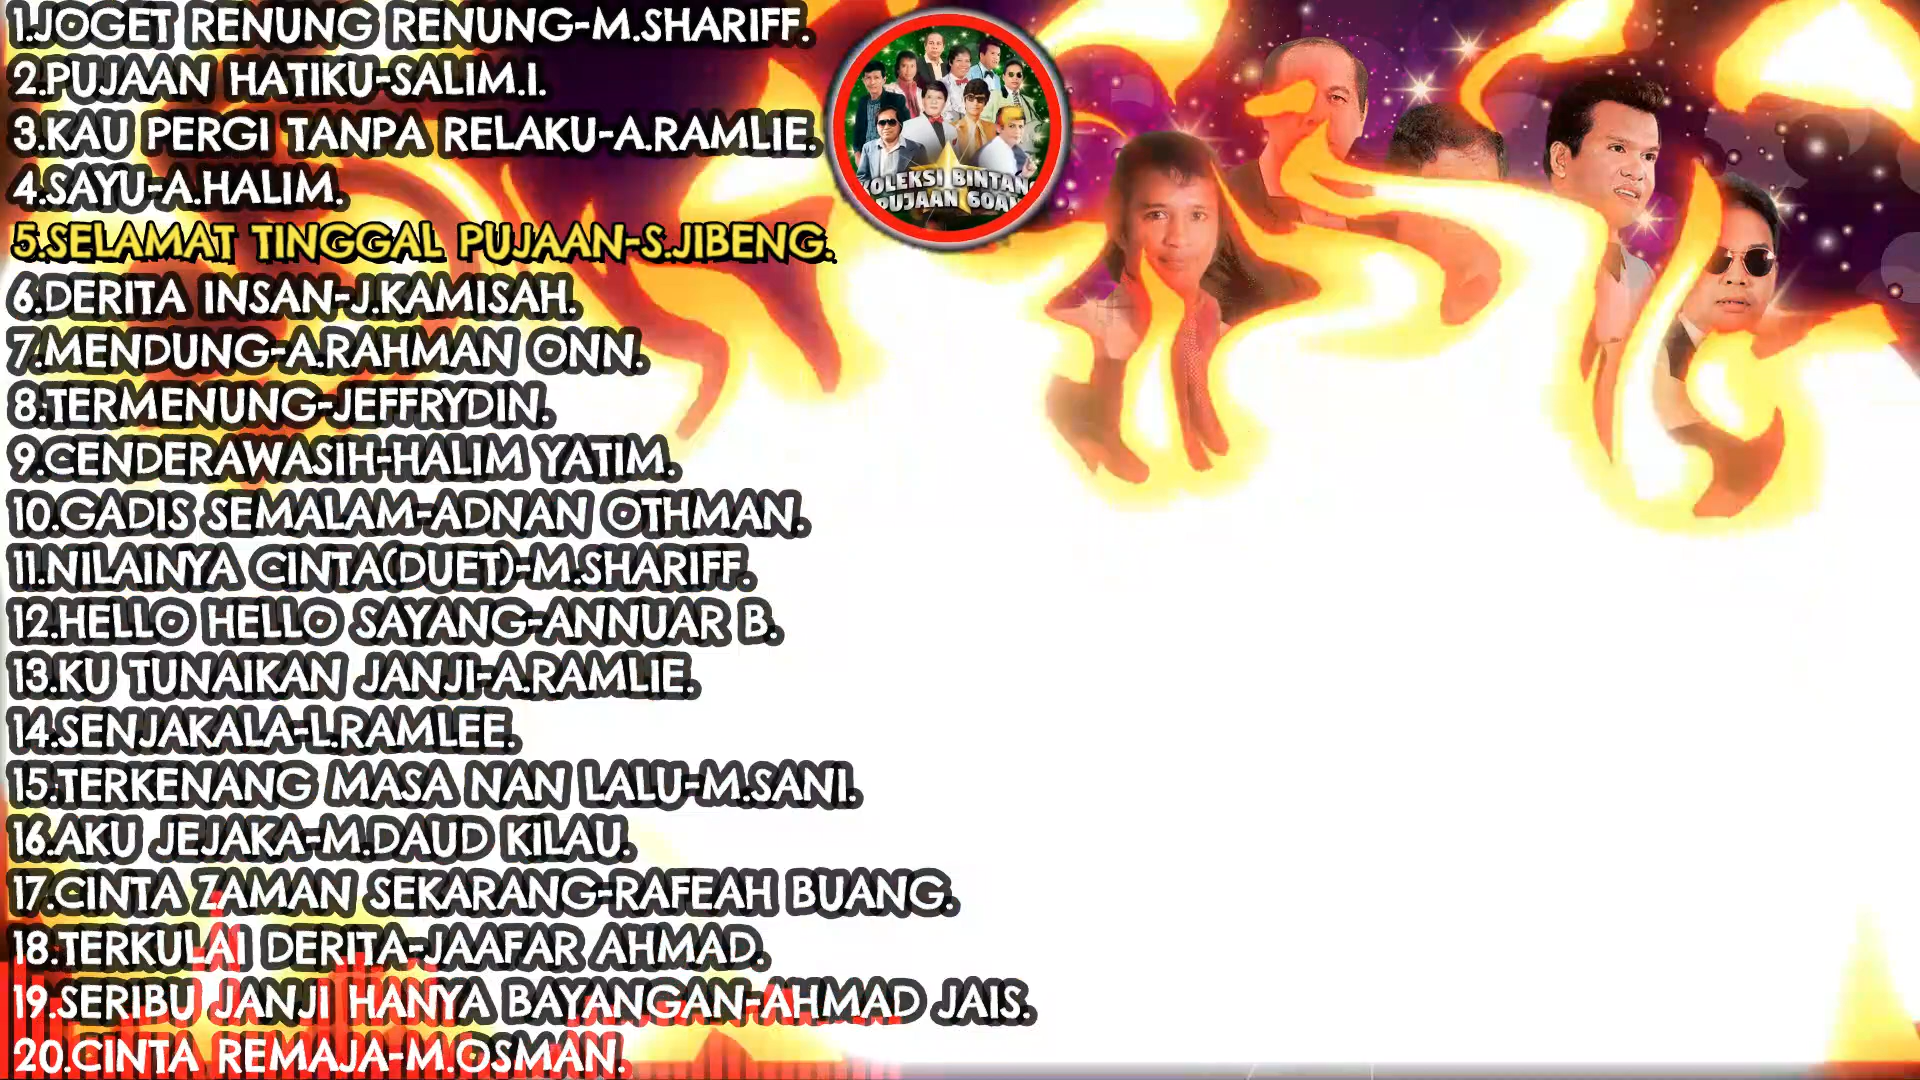 1.JOGET RENUNG RENUNG-M.SHARIFF.
2.PUJAAN HATIKU-SALIM.I.
3.KAU PERGI TANPA RELAKU-A.RAMLIE.
4.SAYU-A.HALIM.
5.SELAMAT TINGGAL PUJAAN-S.JIBENG.
6.DERITA INSAN-J.KAMISAH.
7.MENDUNG-A.RAHMAN ONN.
8.TERMENUNG-JEFFRYDIN.
9.CENDERAWASIH-HALIM YATIM.
10.GADIS SEMALAM-ADNAN OTHMAN.
11.NILAINYA CINTA(DUET)-M.SHARIFF.
12.HELLO HELLO SAYANG-ANNUAR B.
13.KU TUNAIKAN JANJI-A.RAMLIE.
14.SENJAKALA-L.RAMLEE.
15.TERKENANG MASA NAN LALU-M.SANI.
16.AKU JEJAKA-M.DAUD KILAU.
17.CINTA ZAMAN SEKARANG-RAFEAH BUANG.
18.TERKULAI DERITA-JAAFAR AHMAD.
19.SERIBU JANJI HANYA BAYANGAN-AHMAD JAIS.
20.CINTA REMAJA-M.OSMAN.
KOLEKSI BINTANG
PUJAAN 60AN